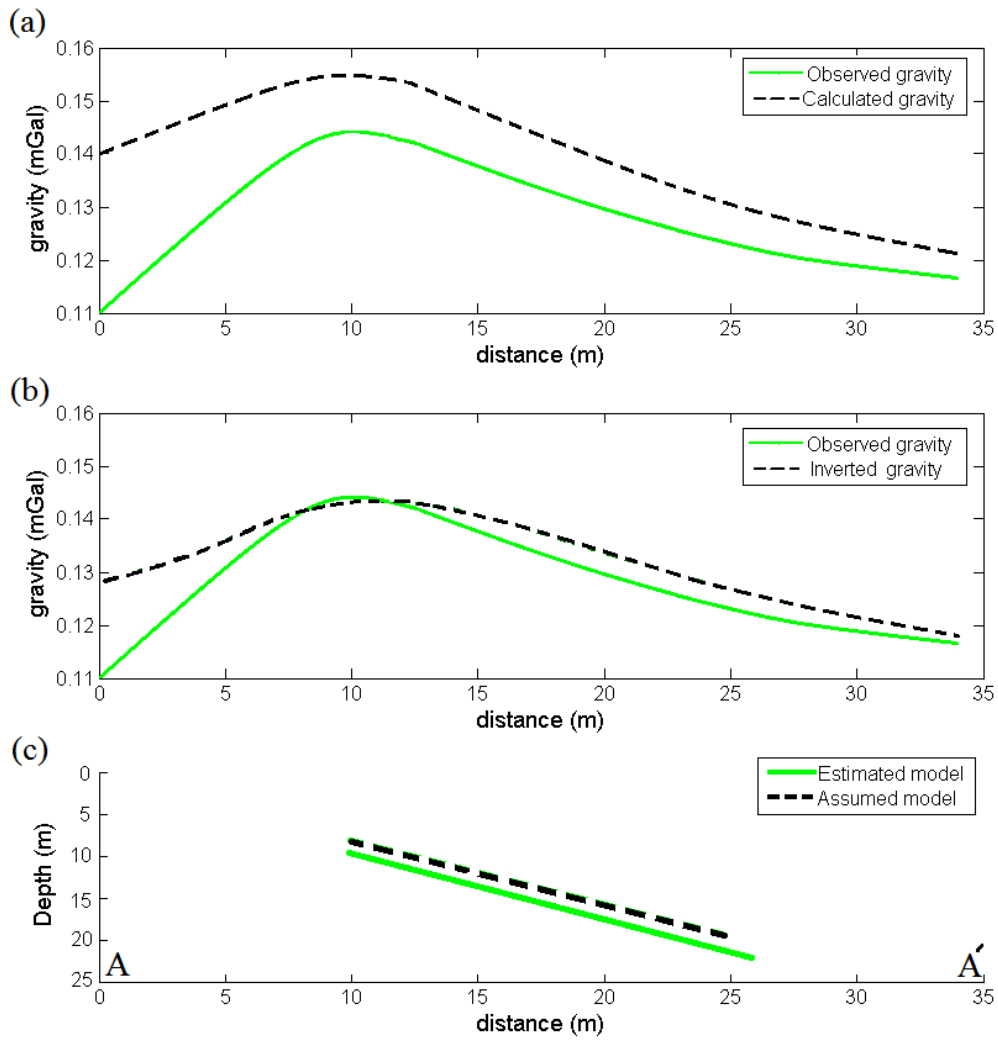 (a)
gravity (mGal)
0.16
0.15
0.14
0.13
0.12
0.11
Observed gravity
Calculated gravity
0 5 10 15 20 25 30 35
distance (m)
(b)
gravity (mGal)
0.16
0.15
0.14
0.13
0.12
0.11
Observed gravity
Inverted gravity
0 5 10 15 20 25 30 35
distance (m)
(c)
Depth (m)
0
5
10
15
20
25
Estimated model
Assumed model
A A′
0 5 10 15 20 25 30 35
distance (m)